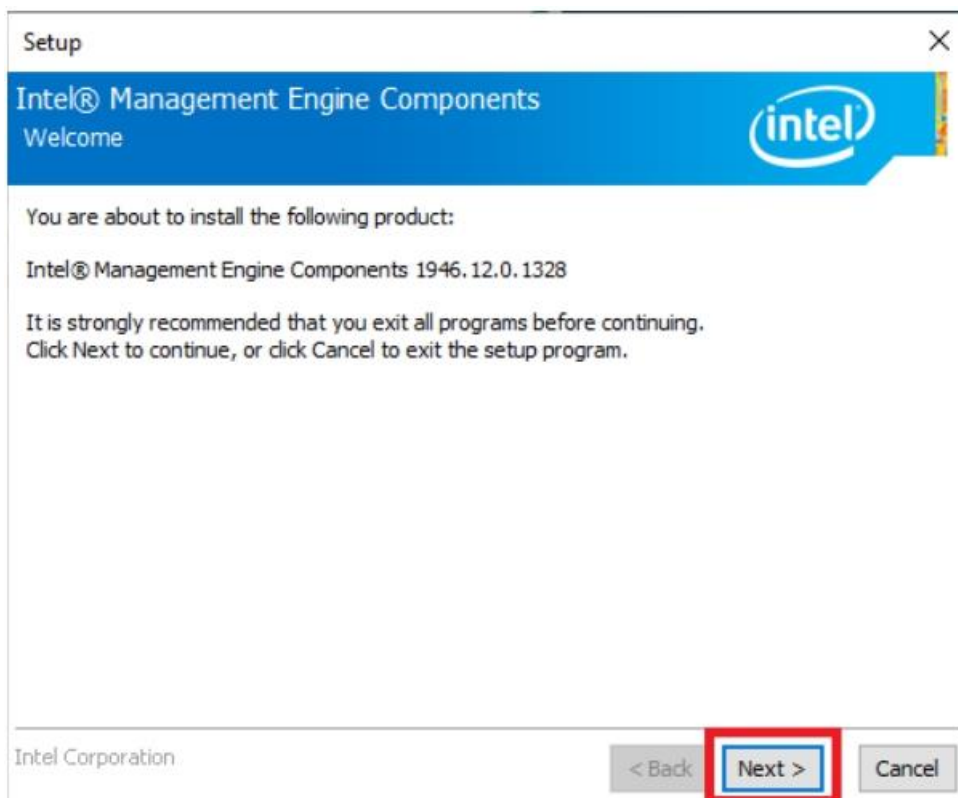 Setup
Intel® Management Engine Components
Welcome
intel
You are about to install the following product:
Intel® Management Engine Components 1946.12.0.1328
It is strongly recommended that you exit all programs before continuing.
Click Next to continue, or click Cancel to exit the setup program.
Intel Corporation
< Back Next > Cancel